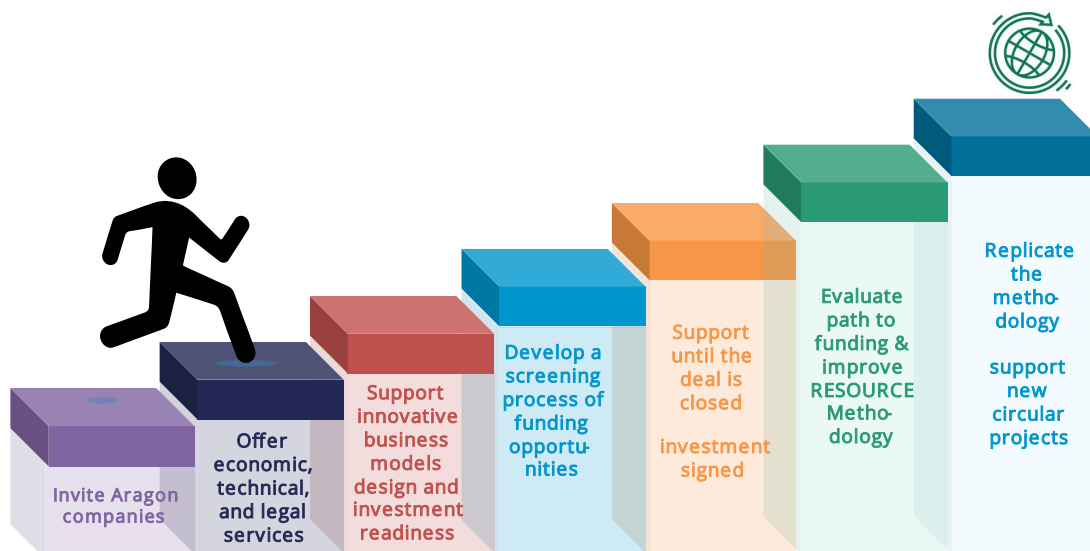 Invite Aragon
companies
Offer
economic,
technical,
and legal
services
Support
innovative
business
models
design and
investment
readiness
Develop a
screening
process of
funding
opportu-
nities
Support
until the
deal is
closed
investment
signed
Evaluate
path to
funding &
improve
RESOURCE
Metho-
dology
Replicate
the
metho-
dology
support
new
circular
projects